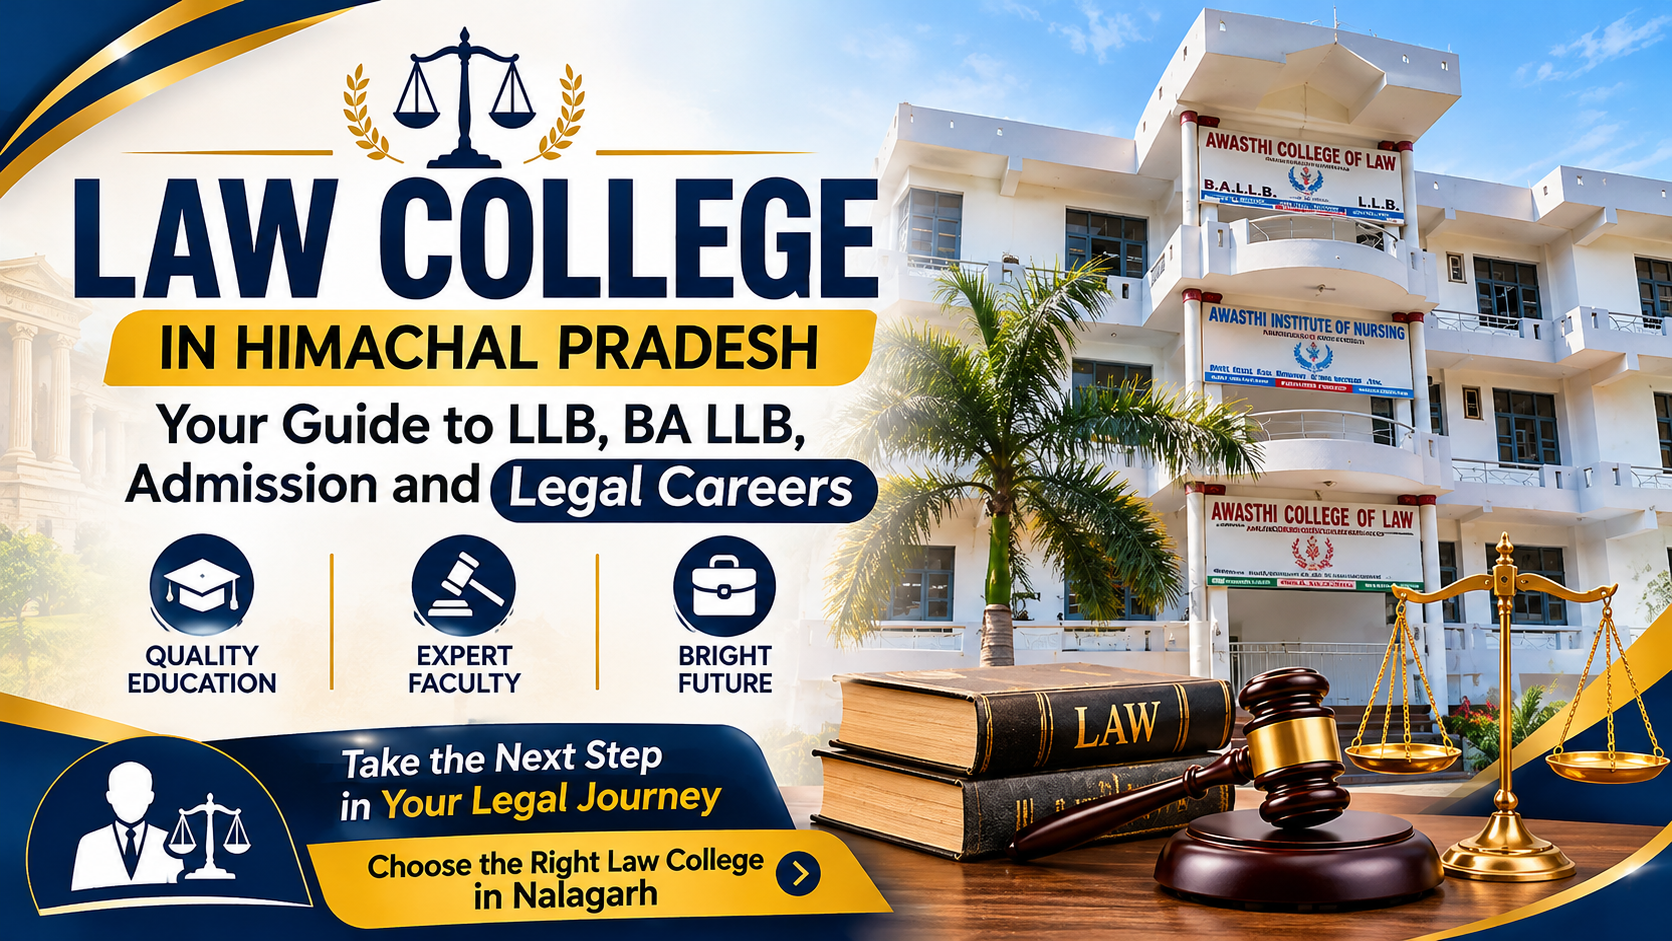 LAW COLLEGE
IN HIMACHAL PRADESH
Your Guide to LLB, BA LLB,
Admission and Legal Careers
QUALITY
EDUCATION
EXPERT
FACULTY
BRIGHT
FUTURE
Take the Next Step
in Your Legal Journey
Choose the Right Law College
in Nalagarh
AWASTHI COLLEGE OF LAW
B.A.L.L.B.
L.L.B.
AWASTHI INSTITUTE OF NURSING
AWASTHI COLLEGE OF LAW
LAW